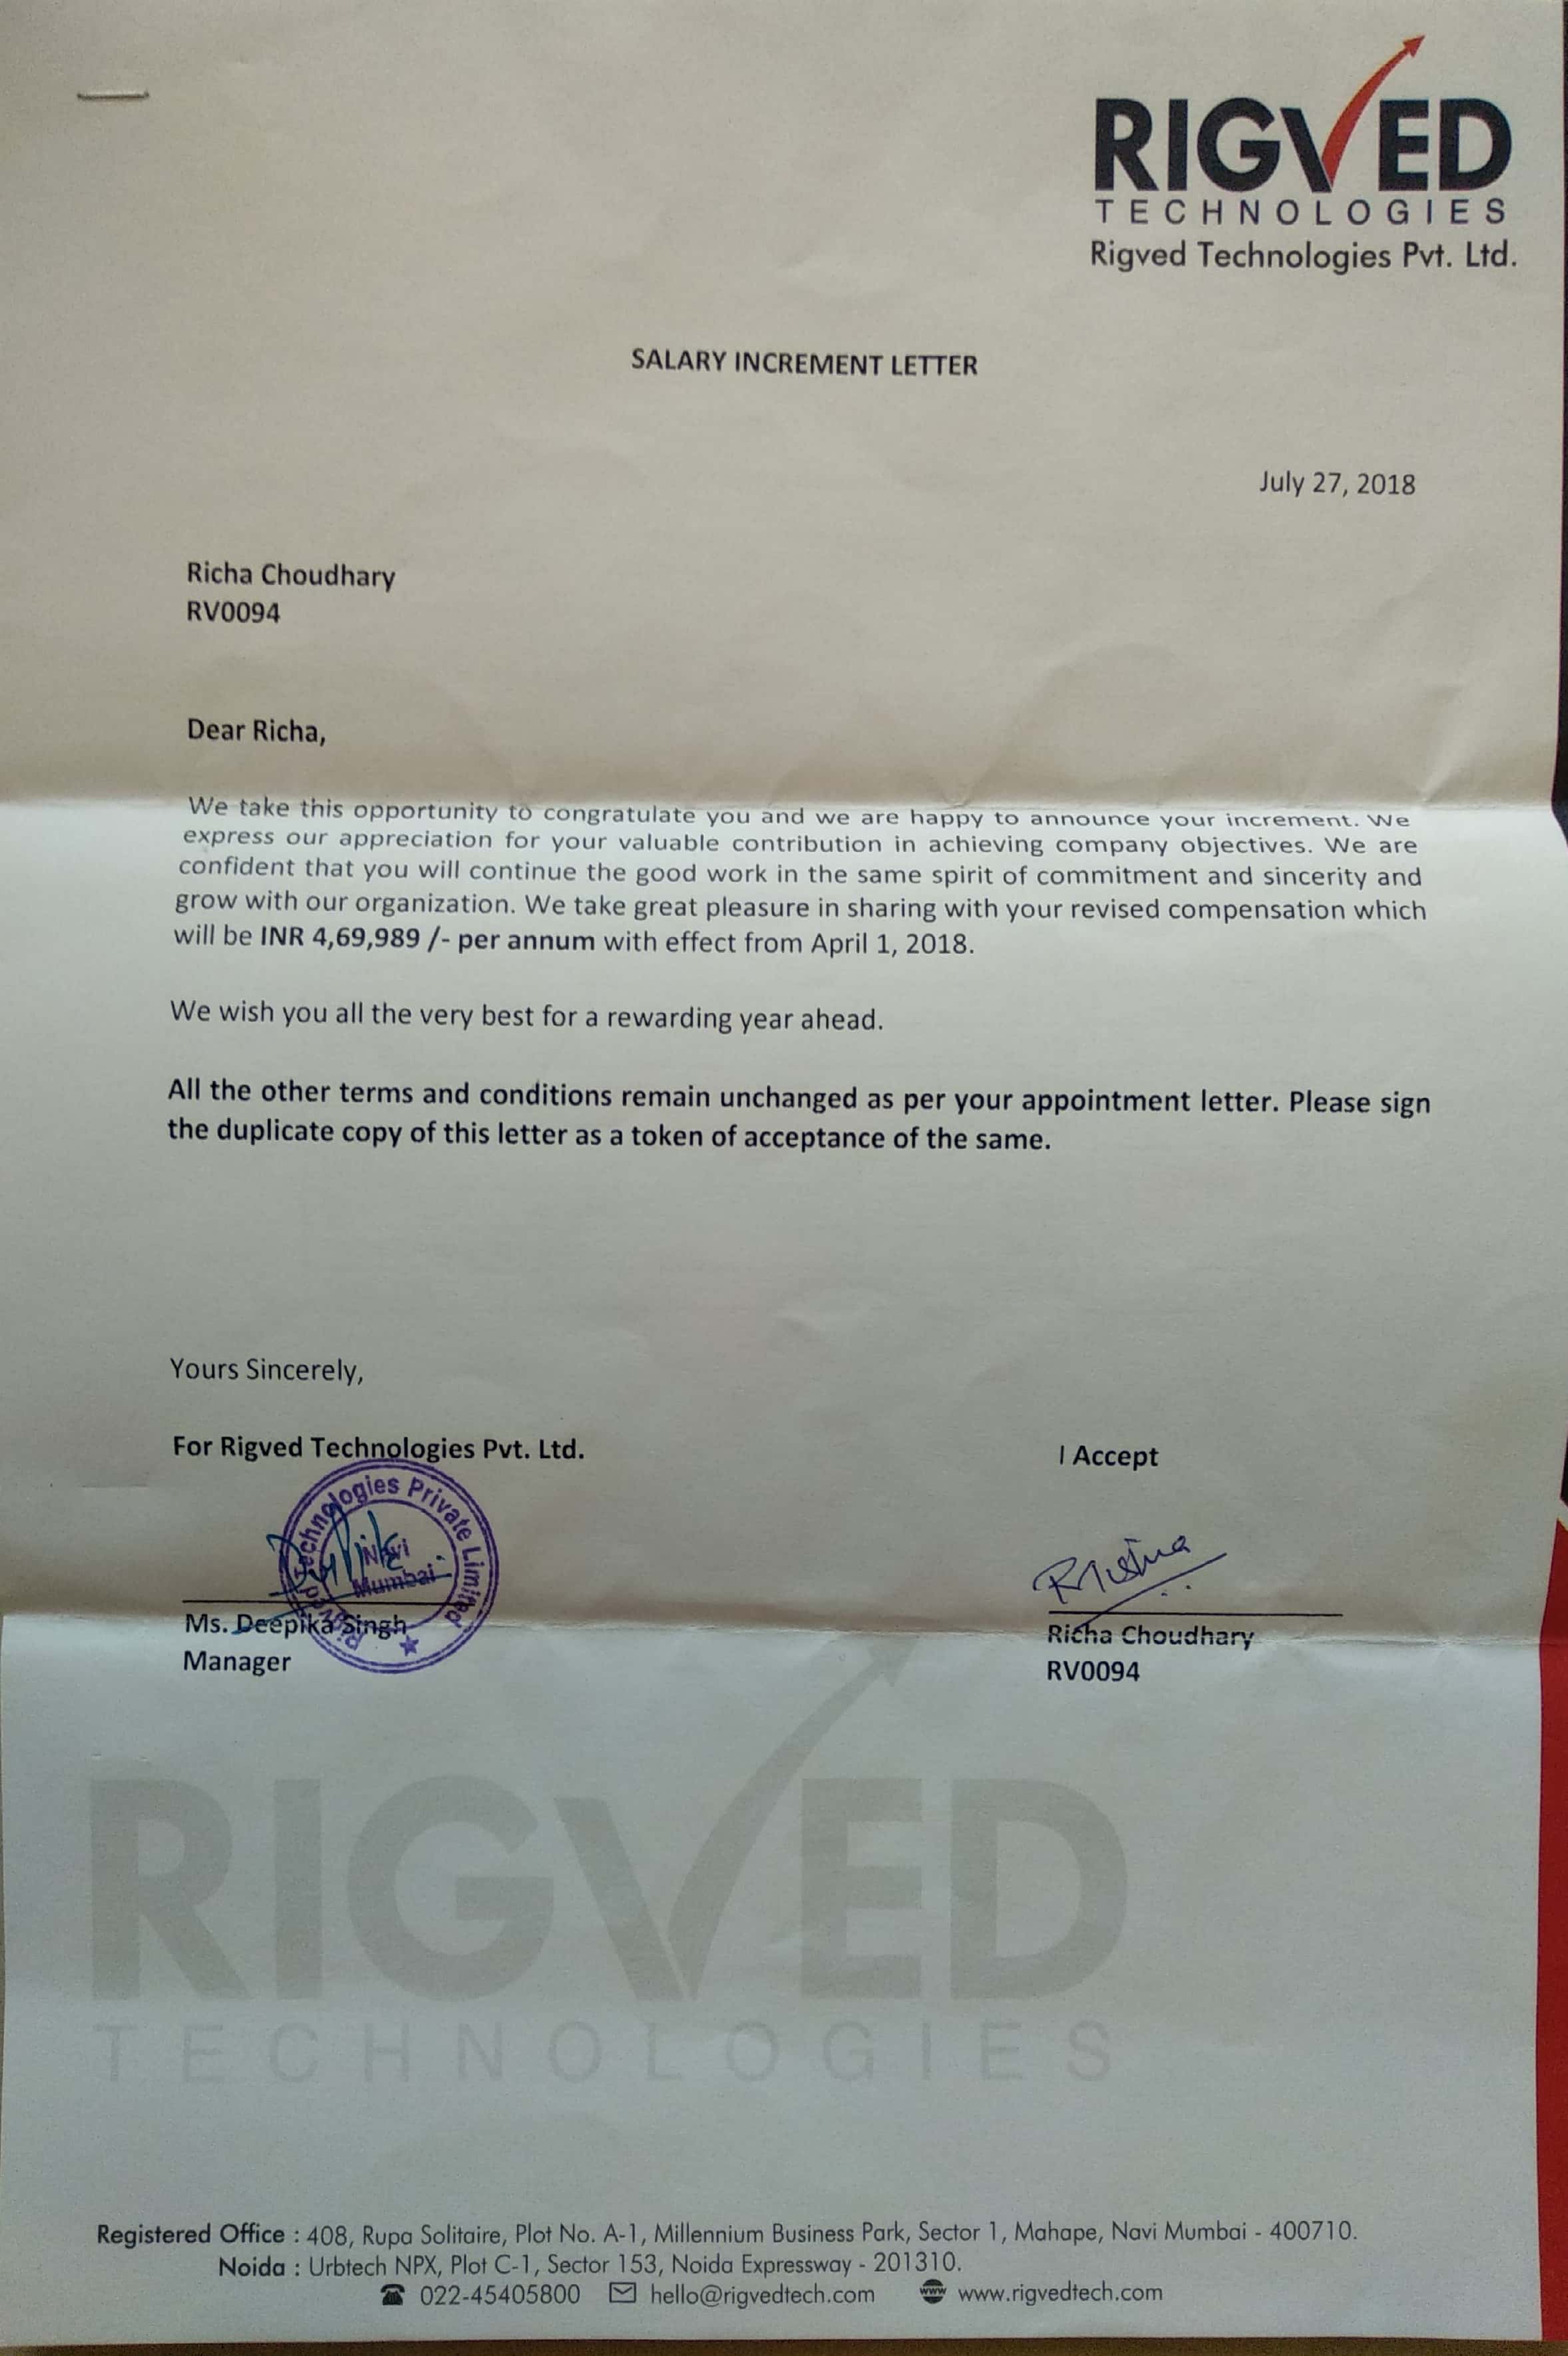 RIGVED
TECHNOLOGIES
Rigved Technologies Pvt. Ltd.
SALARY INCREMENT LETTER
July 27, 2018
Richa Choudhary
RV0094
Dear Richa,
We take this opportunity to congratulate you and we are happy to announce your increment. We
express our appreciation for your valuable contribution in achieving company objectives. We are
confident that you will continue the good work in the same spirit of commitment and sincerity and
grow with our organization. We take great pleasure in sharing with your revised compensation which
will be INR 4,69,989 /- per annum with effect from April 1, 2018.
We wish you all the very best for a rewarding year ahead.
All the other terms and conditions remain unchanged as per your appointment letter. Please sign
the duplicate copy of this letter as a token of acceptance of the same.
Yours Sincerely,
For Rigved Technologies Pvt. Ltd.
I Accept
Rigved Technologies Private Limited
Navi
Mumbai
Ms. Deepika Singh
Manager
Richa Choudhary
RV0094
RIGVED
TECHNOLOGIES
Registered Office : 408, Rupa Solitaire, Plot No. A-1, Millennium Business Park, Sector 1, Mahape, Navi Mumbai - 400710.
Noida : Urbtech NPX, Plot C-1, Sector 153, Noida Expressway - 201310.
022-45405800 hello@rigvedtech.com www www.rigvedtech.com